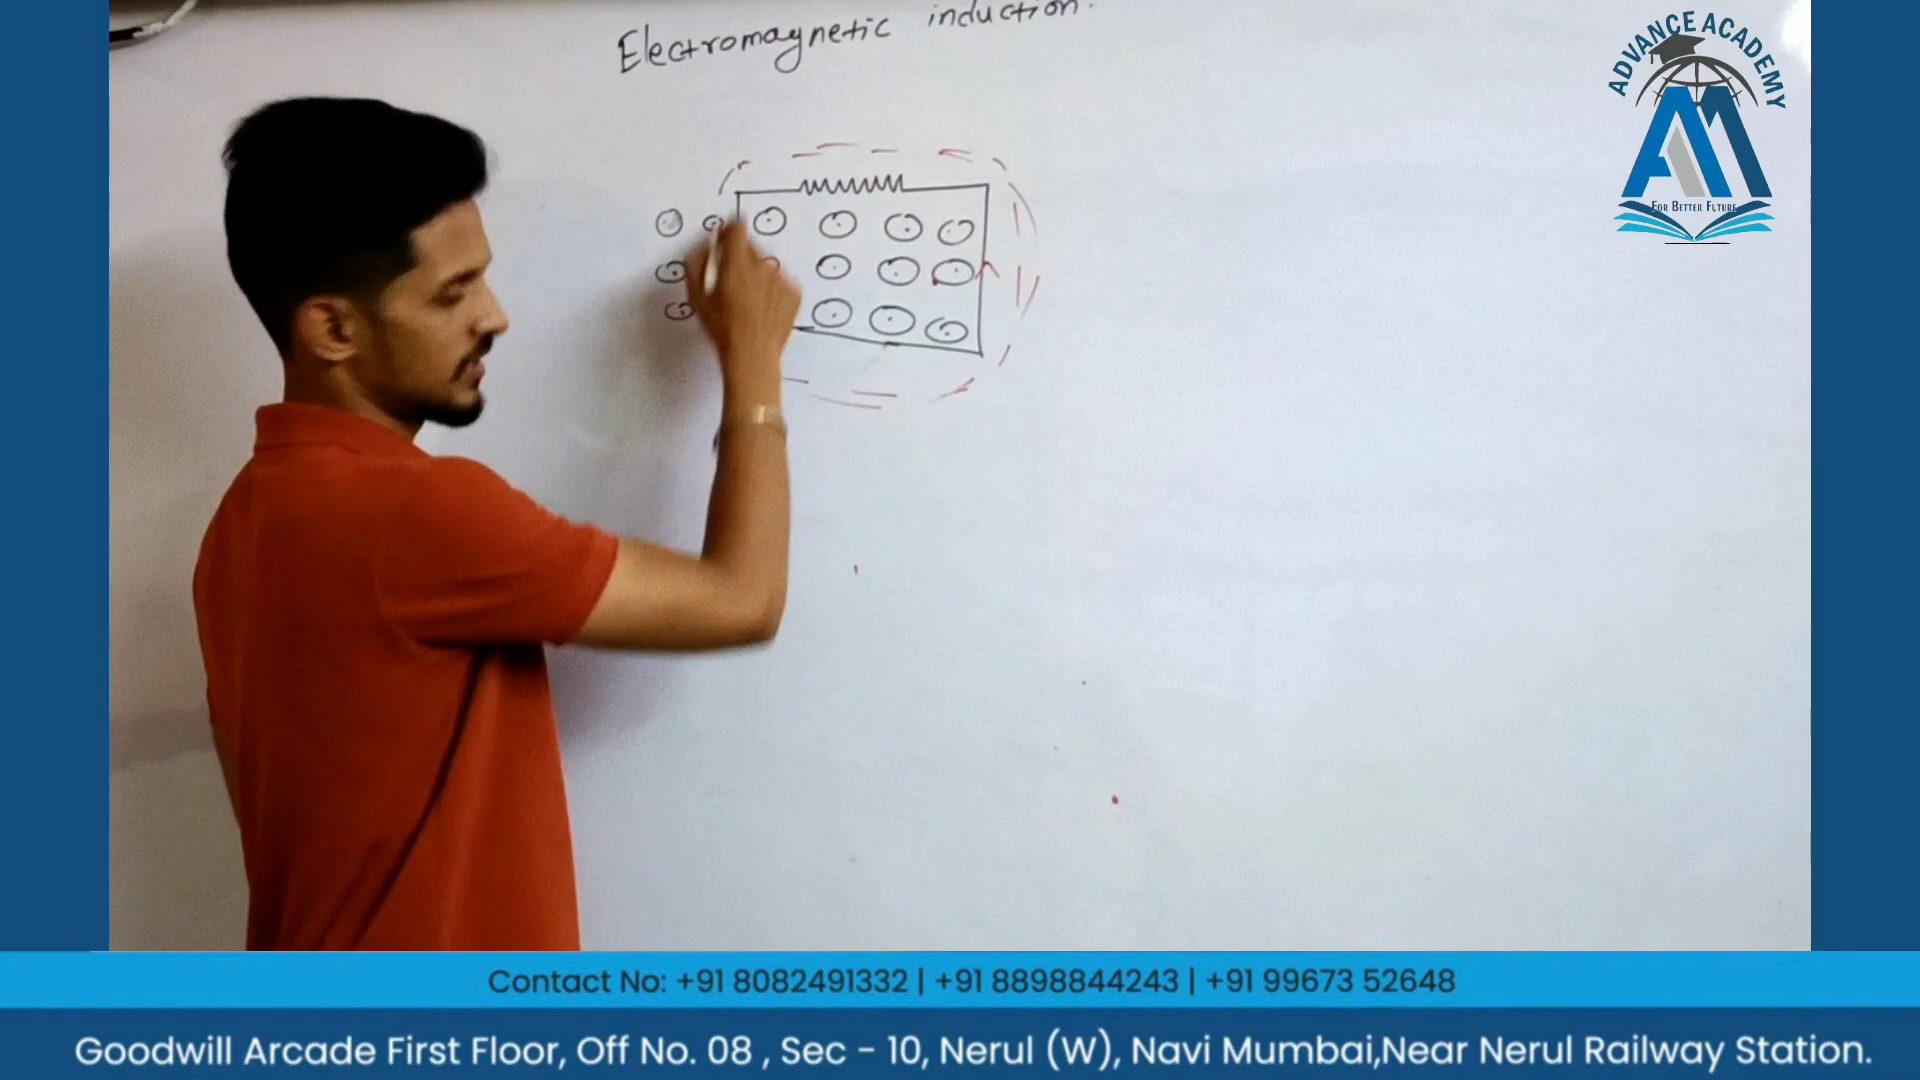 Electromagnetic induction.
ADVANCE ACADEMY
FOR BETTER FUTURE
Contact No: +91 8082491332 | +91 8898844243 | +91 99673 52648
Goodwill Arcade First Floor, Off No. 08 , Sec - 10, Nerul (W), Navi Mumbai,Near Nerul Railway Station.